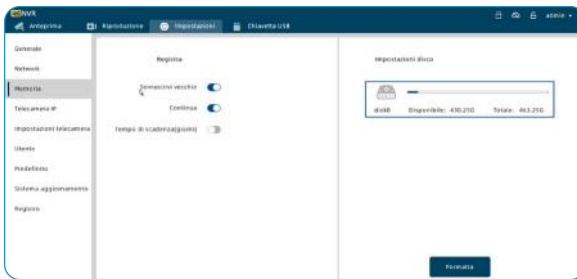 NVR
Anteprima Riproduzione Impostazioni Chiavetta USB admin
Generale
Network
Memoria
Telecamera IP
Impostazioni telecamera
Utente
Predefinito
Sistema aggiornamento
Registro
Registra
Sovrascrivi vecchio
Continua
Tempo di scadenza(giorni)
Impostazioni disco
disk0 Disponibile: 430.25G Totale: 463.25G
Formatta